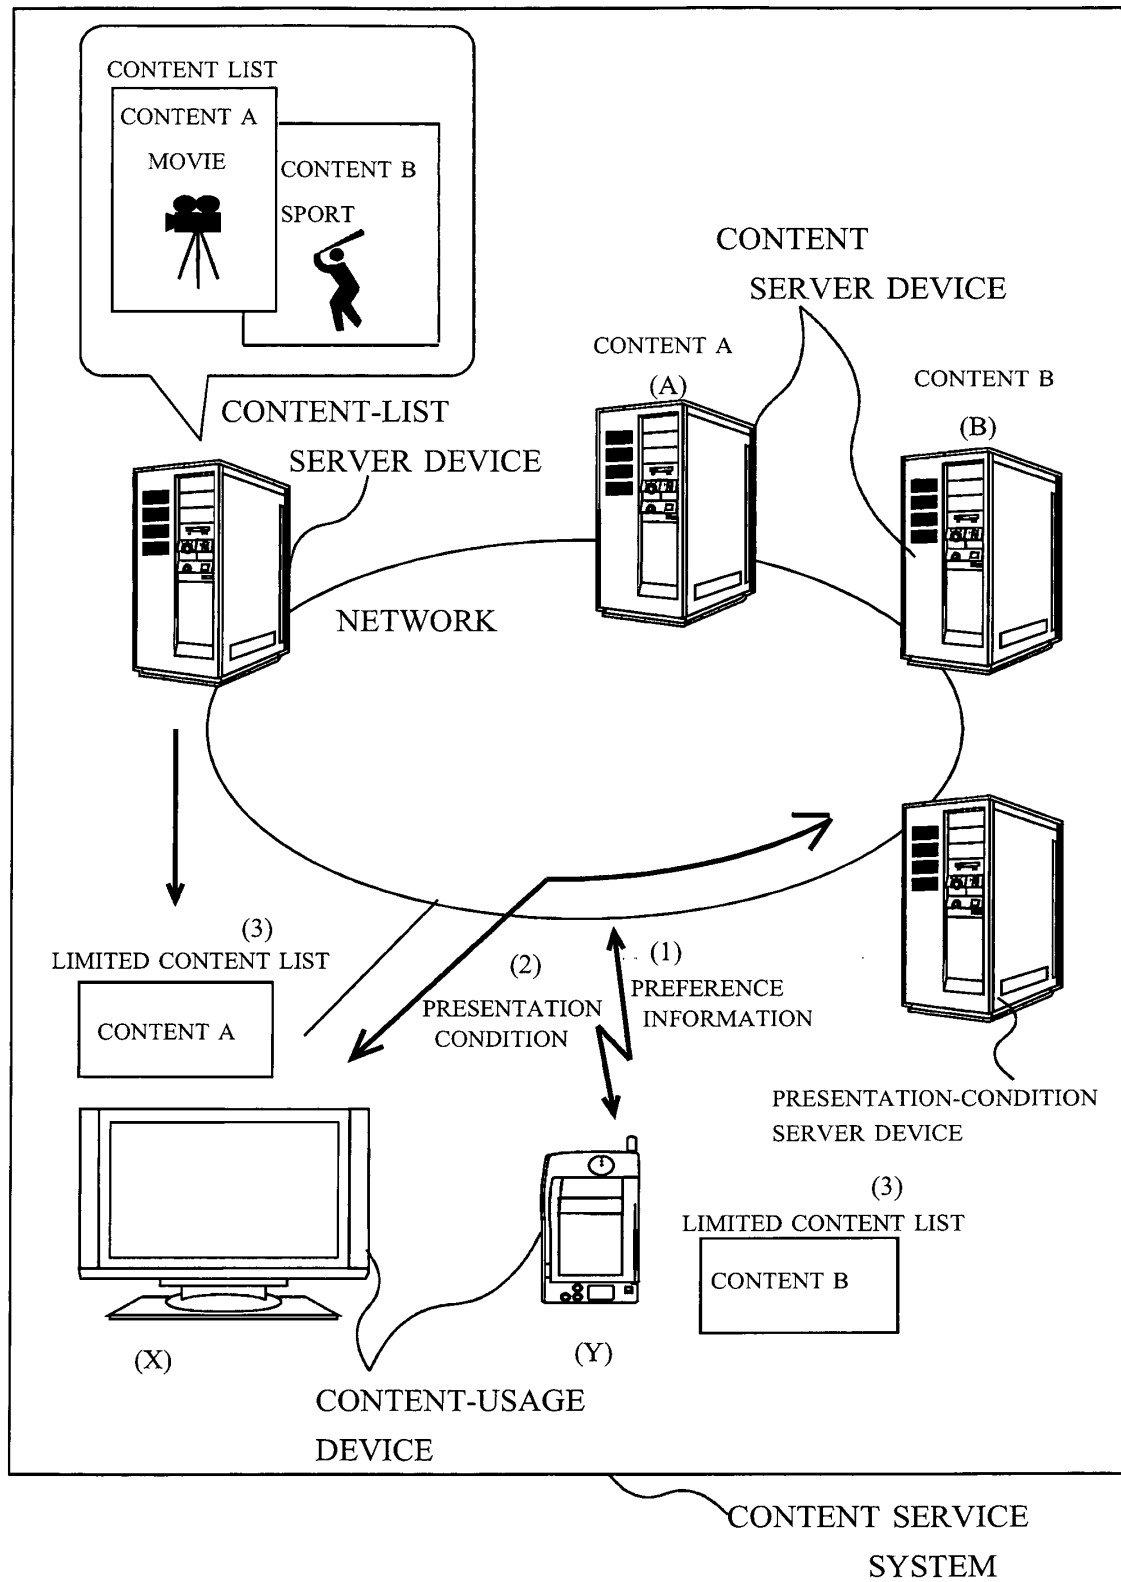 CONTENT LIST
CONTENT A
MOVIE
CONTENT B
SPORT
CONTENT
SERVER DEVICE
CONTENT A
(A)
CONTENT B
(B)
CONTENT-LIST
SERVER DEVICE
NETWORK
(3)
LIMITED CONTENT LIST
CONTENT A
(2)
PRESENTATION
CONDITION
(1)
PREFERENCE
INFORMATION
PRESENTATION-CONDITION
SERVER DEVICE
(3)
LIMITED CONTENT LIST
CONTENT B
(X)
(Y)
CONTENT-USAGE
DEVICE
CONTENT SERVICE
SYSTEM